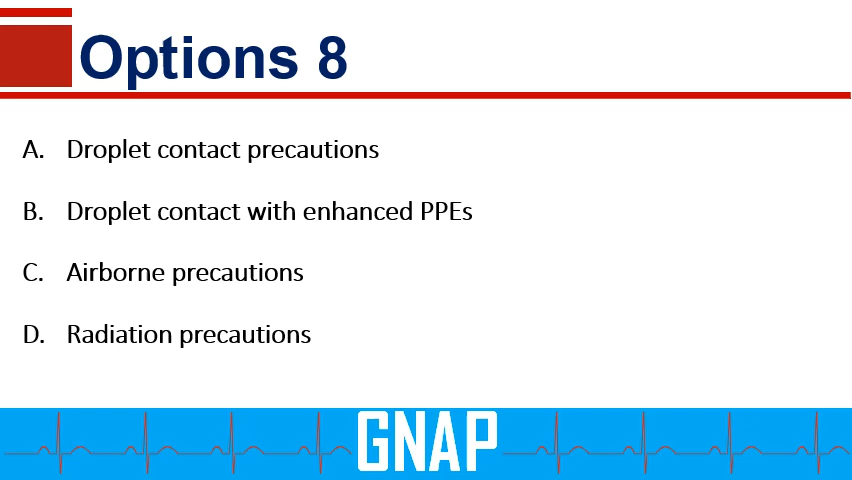 Options 8
A. Droplet contact precautions
B. Droplet contact with enhanced PPEs
C. Airborne precautions
D. Radiation precautions
GNAP